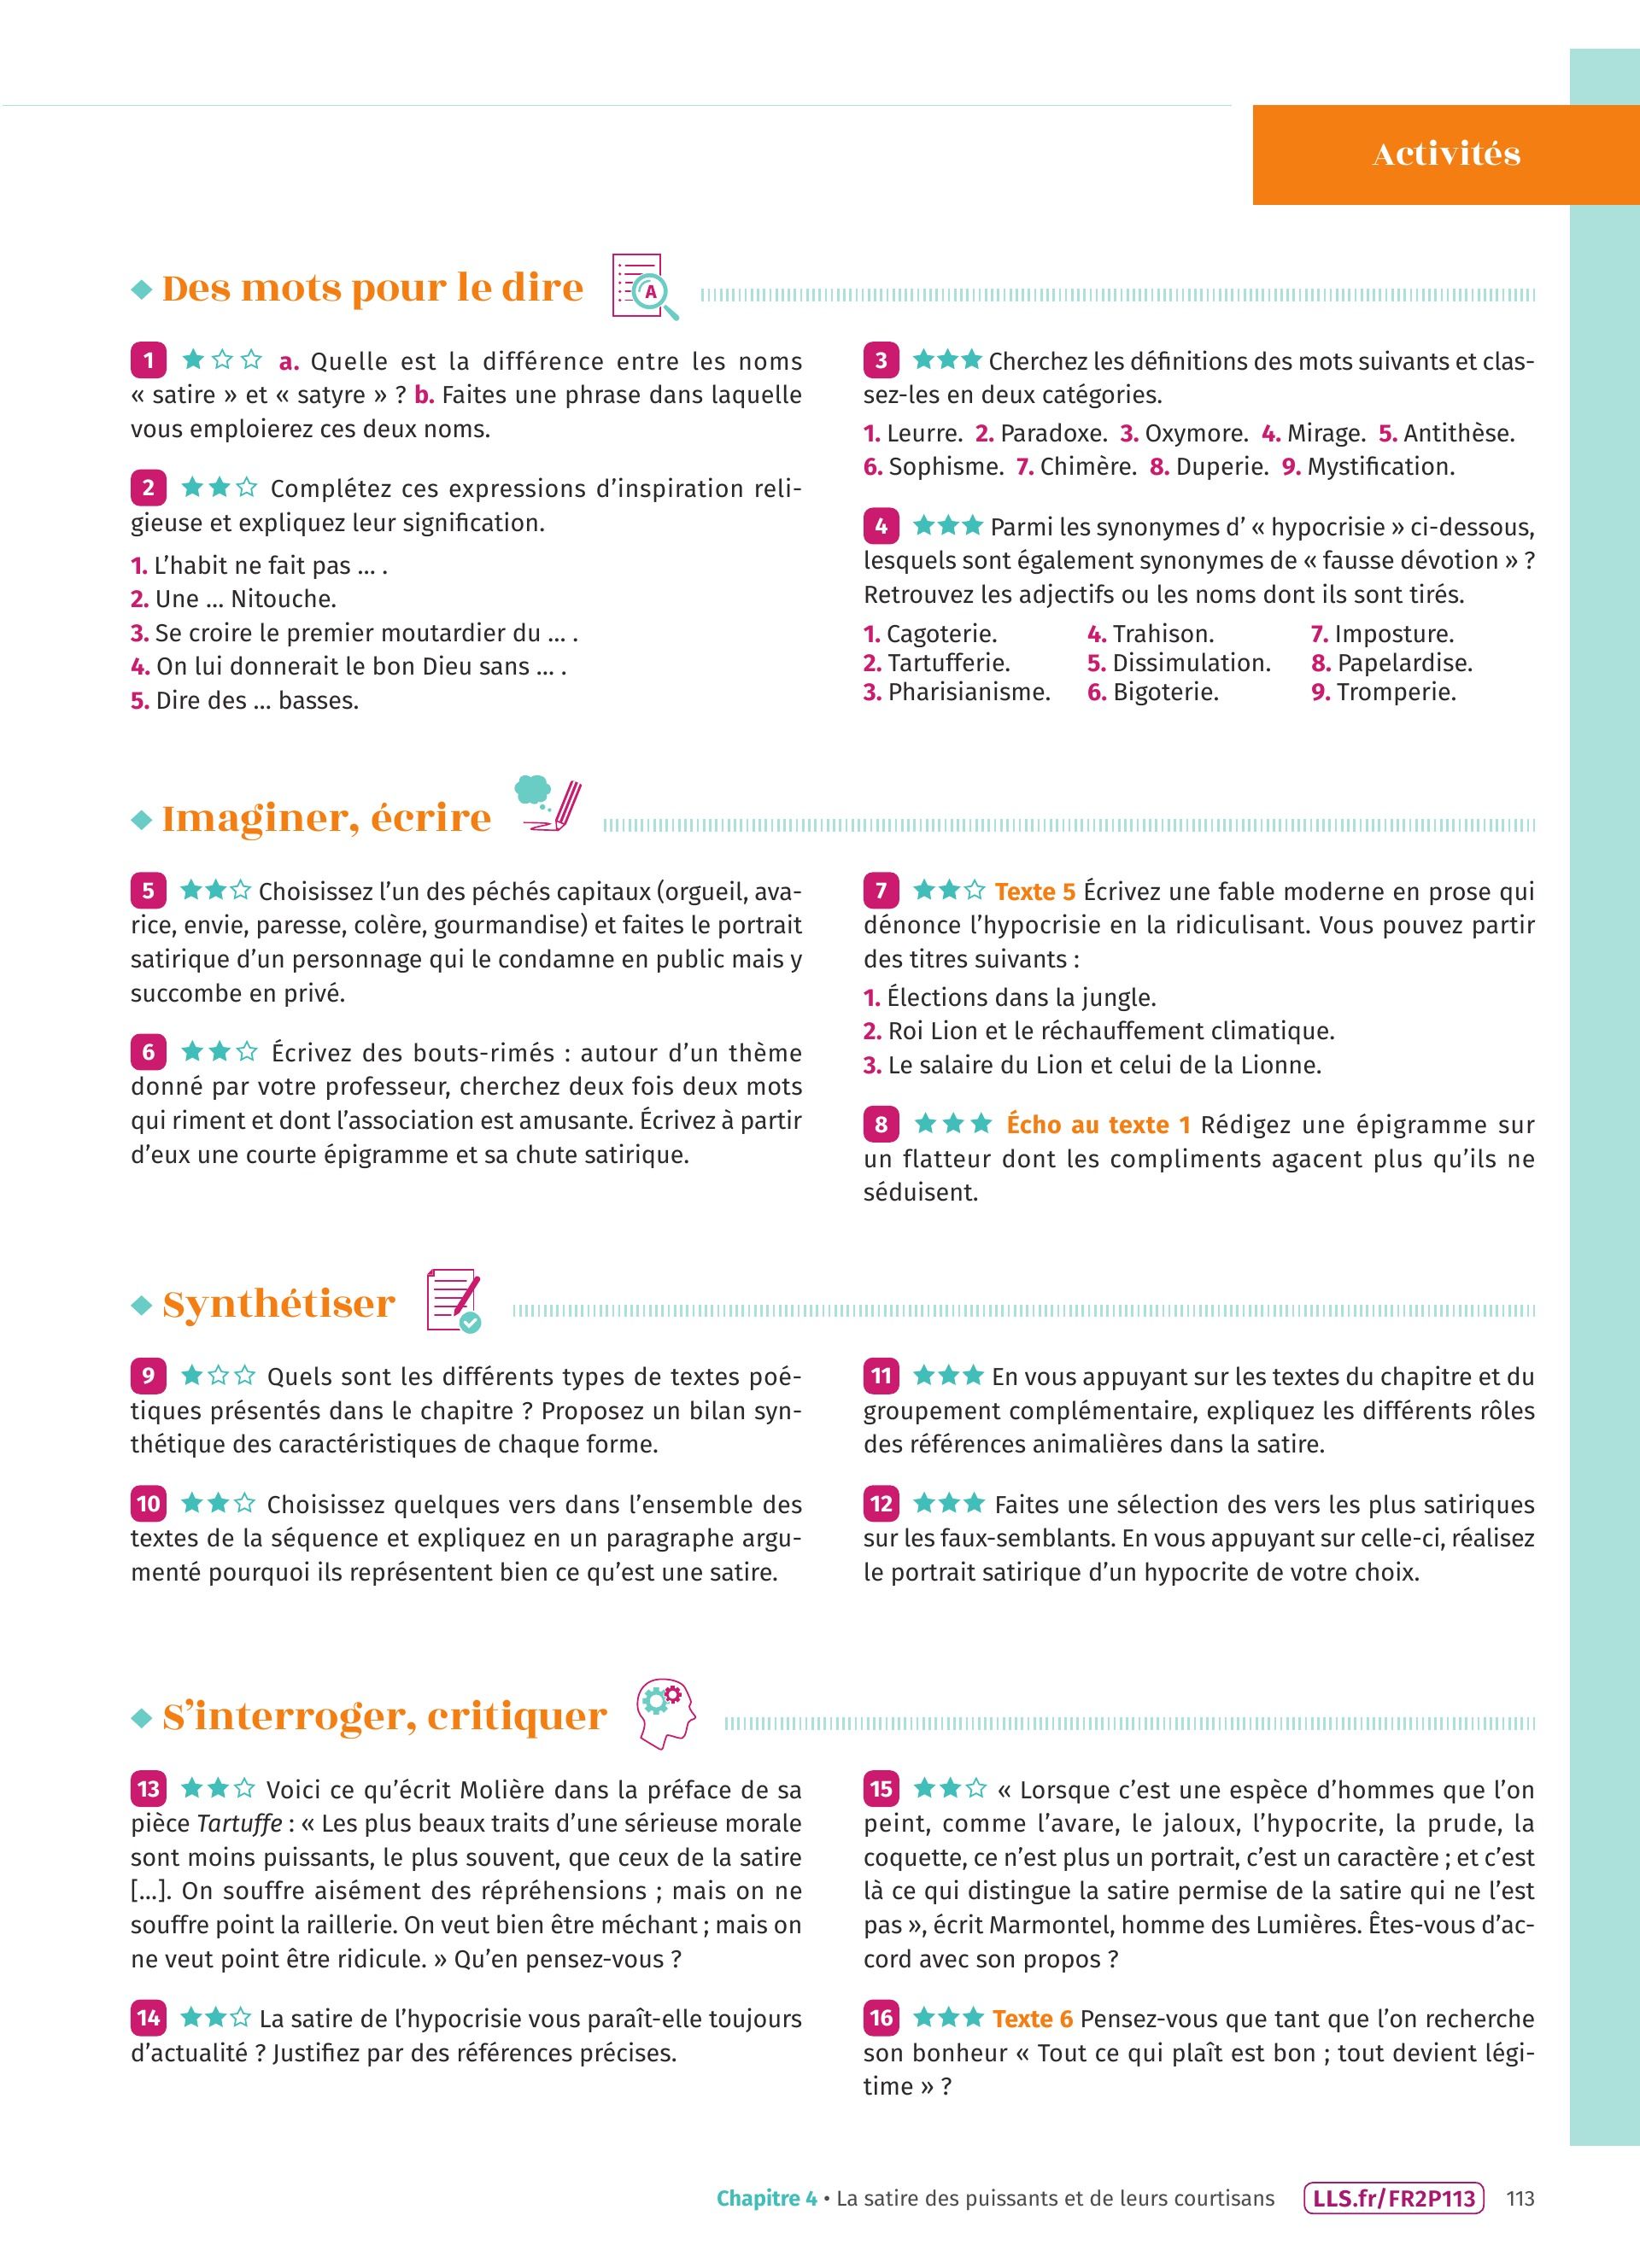 Activités
Des mots pour le dire
A
1 a. Quelle est la différence entre les noms
« satire » et « satyre » ? b. Faites une phrase dans laquelle
vous emploierez ces deux noms.
2 Complétez ces expressions d’inspiration reli-
gieuse et expliquez leur signification.
1. L’habit ne fait pas ... .
2. Une ... Nitouche.
3. Se croire le premier moutardier du ... .
4. On lui donnerait le bon Dieu sans ... .
5. Dire des ... basses.
3 Cherchez les définitions des mots suivants et clas-
sez-les en deux catégories.
1. Leurre. 2. Paradoxe. 3. Oxymore. 4. Mirage. 5. Antithèse.
6. Sophisme. 7. Chimère. 8. Duperie. 9. Mystification.
4 Parmi les synonymes d’ « hypocrisie » ci-dessous,
lesquels sont également synonymes de « fausse dévotion » ?
Retrouvez les adjectifs ou les noms dont ils sont tirés.
1. Cagoterie. 4. Trahison. 7. Imposture.
2. Tartufferie. 5. Dissimulation. 8. Papelardise.
3. Pharisianisme. 6. Bigoterie. 9. Tromperie.
Imaginer, écrire
5 Choisissez l’un des péchés capitaux (orgueil, ava-
rice, envie, paresse, colère, gourmandise) et faites le portrait
satirique d’un personnage qui le condamne en public mais y
succombe en privé.
6 Écrivez des bouts-rimés : autour d’un thème
donné par votre professeur, cherchez deux fois deux mots
qui riment et dont l’association est amusante. Écrivez à partir
d’eux une courte épigramme et sa chute satirique.
7 Texte 5 Écrivez une fable moderne en prose qui
dénonce l’hypocrisie en la ridiculisant. Vous pouvez partir
des titres suivants :
1. Élections dans la jungle.
2. Roi Lion et le réchauffement climatique.
3. Le salaire du Lion et celui de la Lionne.
8 Écho au texte 1 Rédigez une épigramme sur
un flatteur dont les compliments agacent plus qu’ils ne
séduisent.
Synthétiser
9 Quels sont les différents types de textes poé-
tiques présentés dans le chapitre ? Proposez un bilan syn-
thétique des caractéristiques de chaque forme.
10 Choisissez quelques vers dans l’ensemble des
textes de la séquence et expliquez en un paragraphe argu-
menté pourquoi ils représentent bien ce qu’est une satire.
11 En vous appuyant sur les textes du chapitre et du
groupement complémentaire, expliquez les différents rôles
des références animalières dans la satire.
12 Faites une sélection des vers les plus satiriques
sur les faux-semblants. En vous appuyant sur celle-ci, réalisez
le portrait satirique d’un hypocrite de votre choix.
S’interroger, critiquer
13 Voici ce qu’écrit Molière dans la préface de sa
pièce Tartuffe : « Les plus beaux traits d’une sérieuse morale
sont moins puissants, le plus souvent, que ceux de la satire
[...]. On souffre aisément des répréhensions ; mais on ne
souffre point la raillerie. On veut bien être méchant ; mais on
ne veut point être ridicule. » Qu’en pensez-vous ?
14 La satire de l’hypocrisie vous paraît-elle toujours
d’actualité ? Justifiez par des références précises.
15 « Lorsque c’est une espèce d’hommes que l’on
peint, comme l’avare, le jaloux, l’hypocrite, la prude, la
coquette, ce n’est plus un portrait, c’est un caractère ; et c’est
là ce qui distingue la satire permise de la satire qui ne l’est
pas », écrit Marmontel, homme des Lumières. Êtes-vous d’ac-
cord avec son propos ?
16 Texte 6 Pensez-vous que tant que l’on recherche
son bonheur « Tout ce qui plaît est bon ; tout devient légi-
time » ?
Chapitre 4 • La satire des puissants et de leurs courtisans LLS.fr/FR2P113 113